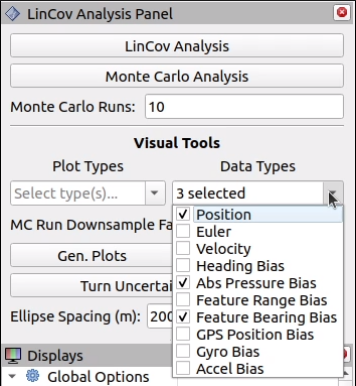 LinCov Analysis Panel
LinCov Analysis
Monte Carlo Analysis
Monte Carlo Runs: 10
Visual Tools
Plot Types Data Types
Select type(s)... 3 selected
Position
MC Run Downsample Fa
Euler
Velocity
Gen. Plots
Heading Bias
Abs Pressure Bias
Turn Uncertai
Feature Range Bias
Ellipse Spacing (m): 200
Feature Bearing Bias
GPS Position Bias
Displays
Gyro Bias
Global Options
Accel Bias